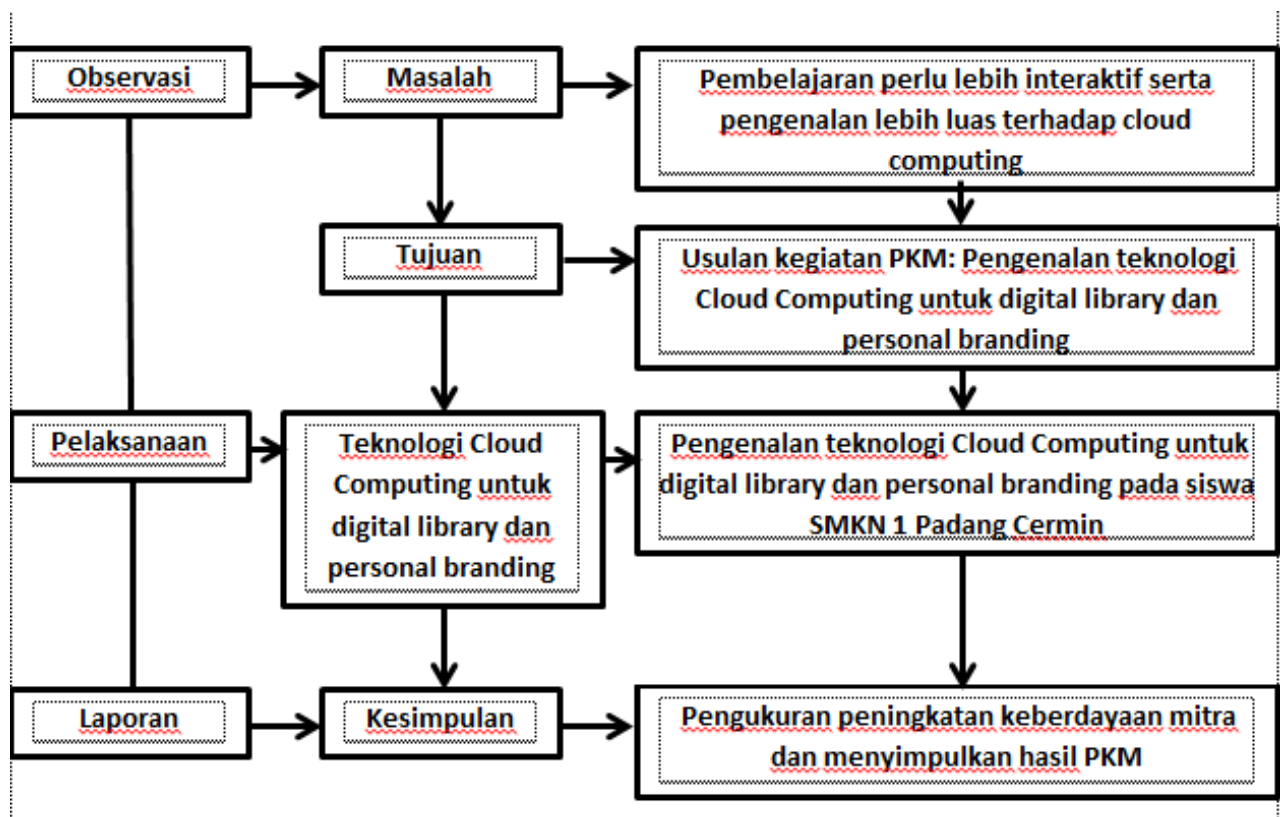 Observasi
Masalah
Pembelajaran perlu lebih interaktif serta
pengenalan lebih luas terhadap cloud
computing
Tujuan
Usulan kegiatan PKM: Pengenalan teknologi
Cloud Computing untuk digital library dan
personal branding
Pelaksanaan
Teknologi Cloud
Computing untuk
digital library dan
personal branding
Pengenalan teknologi Cloud Computing untuk
digital library dan personal branding pada siswa
SMKN 1 Padang Cermin
Laporan
Kesimpulan
Pengukuran peningkatan keberdayaan mitra
dan menyimpulkan hasil PKM